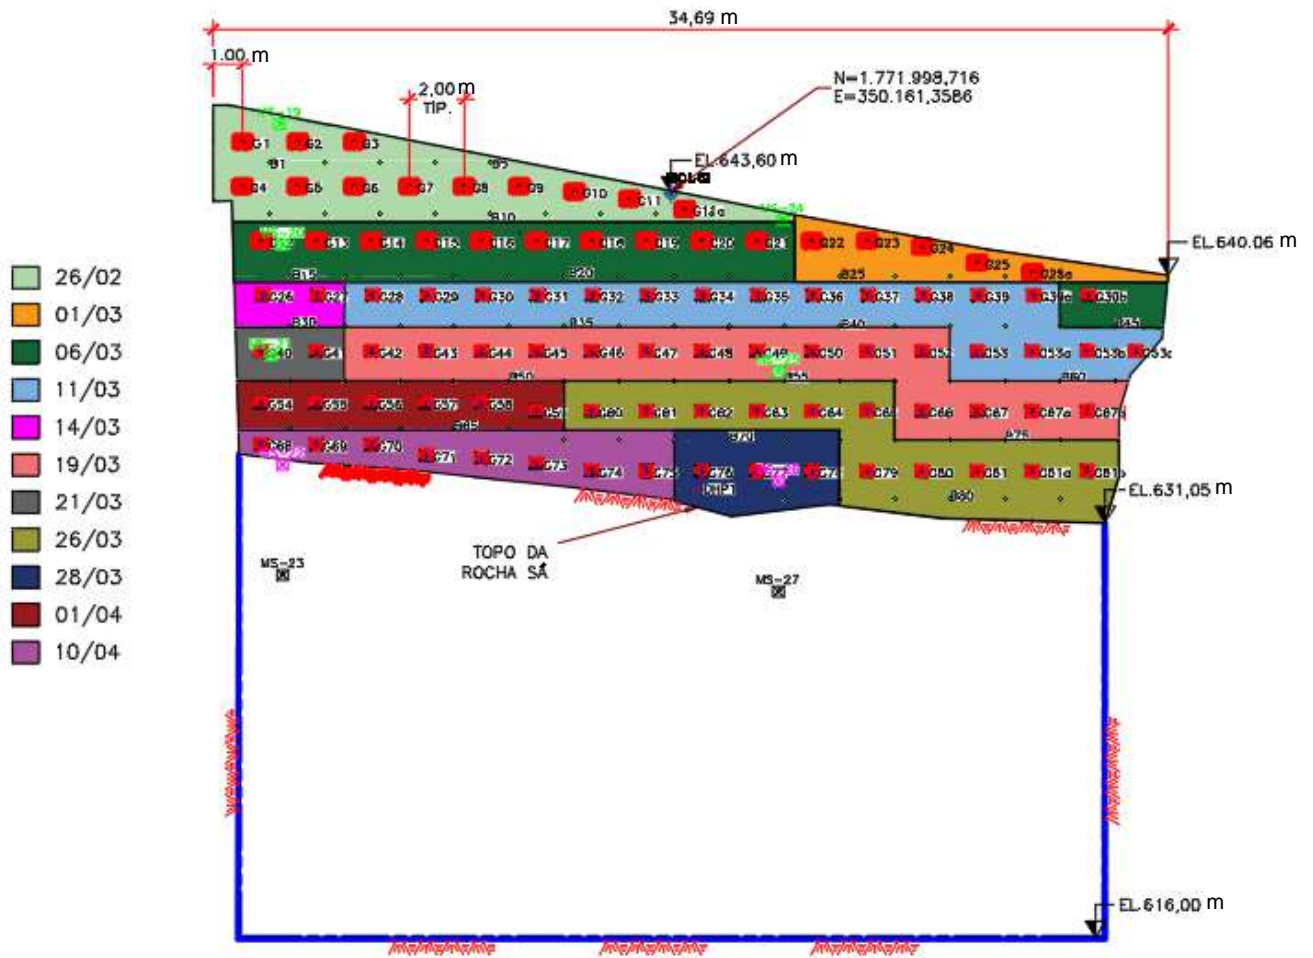 34,69 m
1.00 m
2,00 m
TIP.
N=1.771.998,716
E=350.161,3586
EL.643,60 m
G1 G2 G3
B1 B5
G4 G5 G6 G7 G8 G9 G10 G11
B10
EL.640.06 m
G13 G14 G15 G16 G17 G18 G19 G20 G21 G22 G23 G24 G25
B15 B20 B25
26/02
01/03
06/03
11/03
14/03
19/03
21/03
26/03
28/03
01/04
10/04
G26 G27 G28 G29 G30 G31 G32 G33 G34 G35 G36 G37 G38 G39 G39a G39b
B30 B35 B40 B45
G40 G41 G42 G43 G44 G45 G46 G47 G48 G49 G50 G51 G52 G53 G53a G53b G53c
B50 B55 B60
G54 G55 G56 G57 G58 G59 G60 G61 G62 G63 G64 G65 G66 G67 G67a G67b
B65 B70 B75
G68 G69 G70 G71 G72 G73 G74 G75 G76 G77 G78 G79 G80 G81 G81a G81b
DHP1
B80
EL.631,05 m
TOPO DA
ROCHA SÃ
MS-23
MS-27
EL.616,00 m